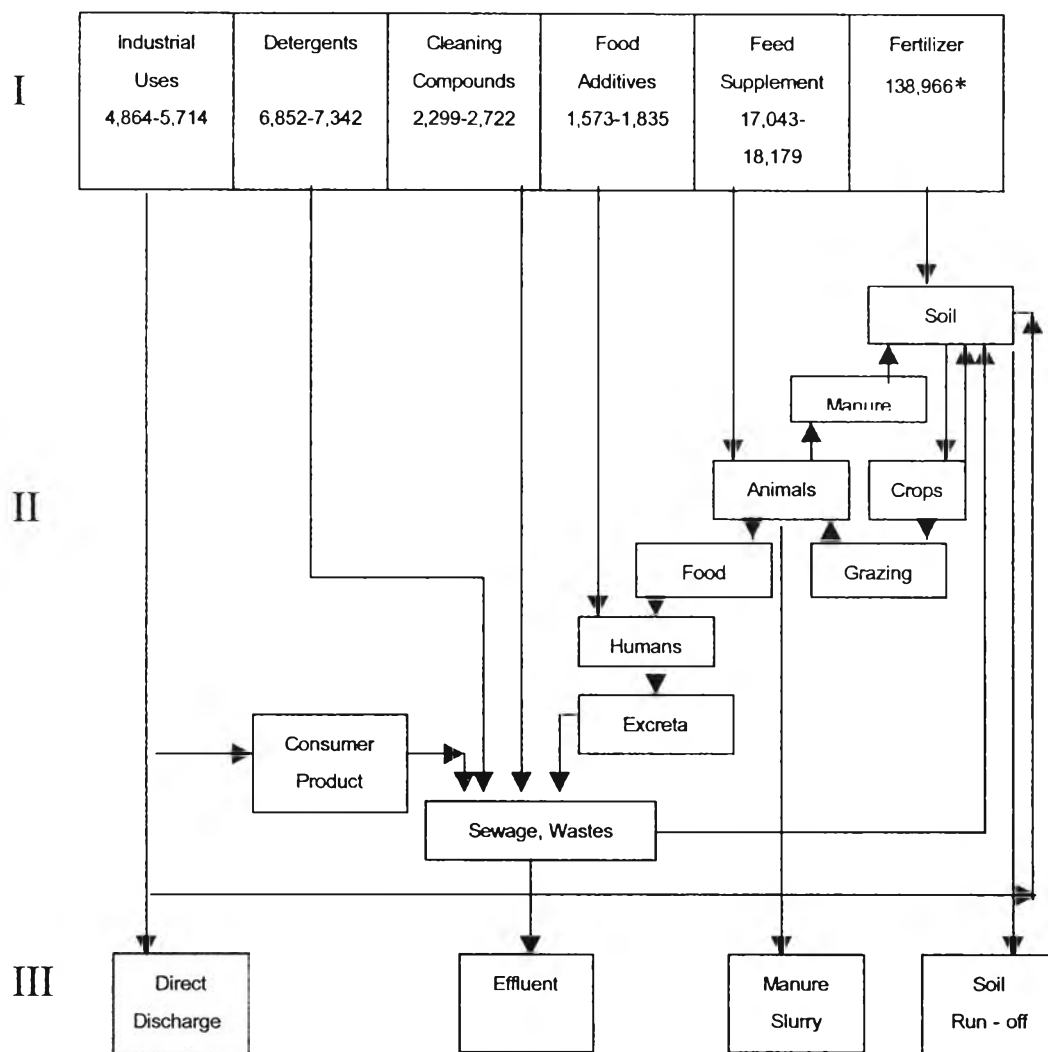 I
Industrial
Uses
4,864-5,714
Detergents
6,852-7,342
Cleaning
Compounds
2,299-2,722
Food
Additives
1,573-1,835
Feed
Supplement
17,043-
18,179
Fertilizer
138,966*
Soil
Manure
II
Animals
Crops
Food
Grazing
Humans
Excreta
Consumer
Product
Sewage, Wastes
III
Direct
Discharge
Effluent
Manure
Slurry
Soil
Run - off